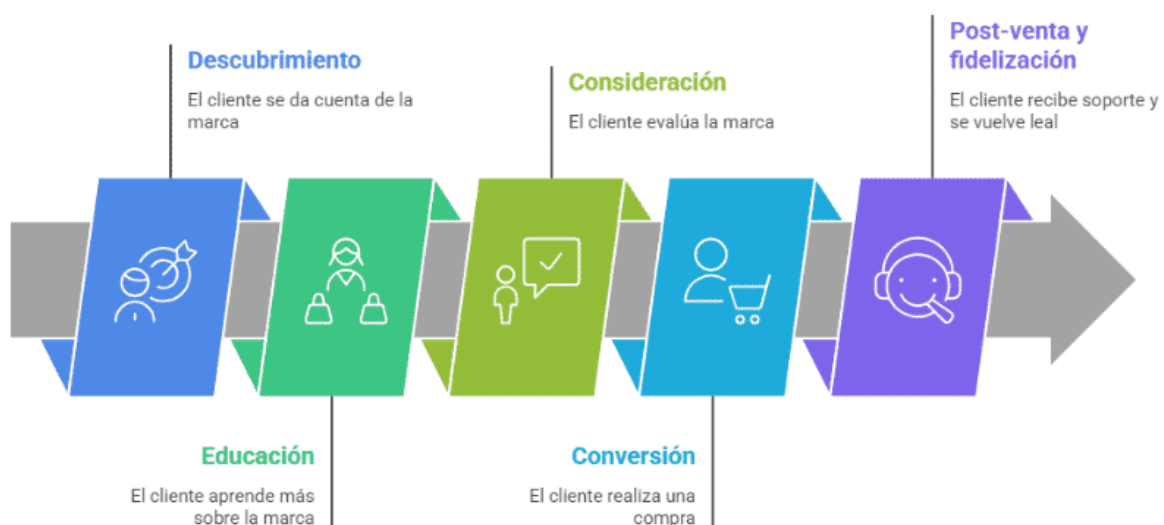 Descubrimiento
El cliente se da cuenta de la
marca
Educación
El cliente aprende más
sobre la marca
Consideración
El cliente evalúa la marca
Conversión
El cliente realiza una
compra
Post-venta y
fidelización
El cliente recibe soporte y
se vuelve leal